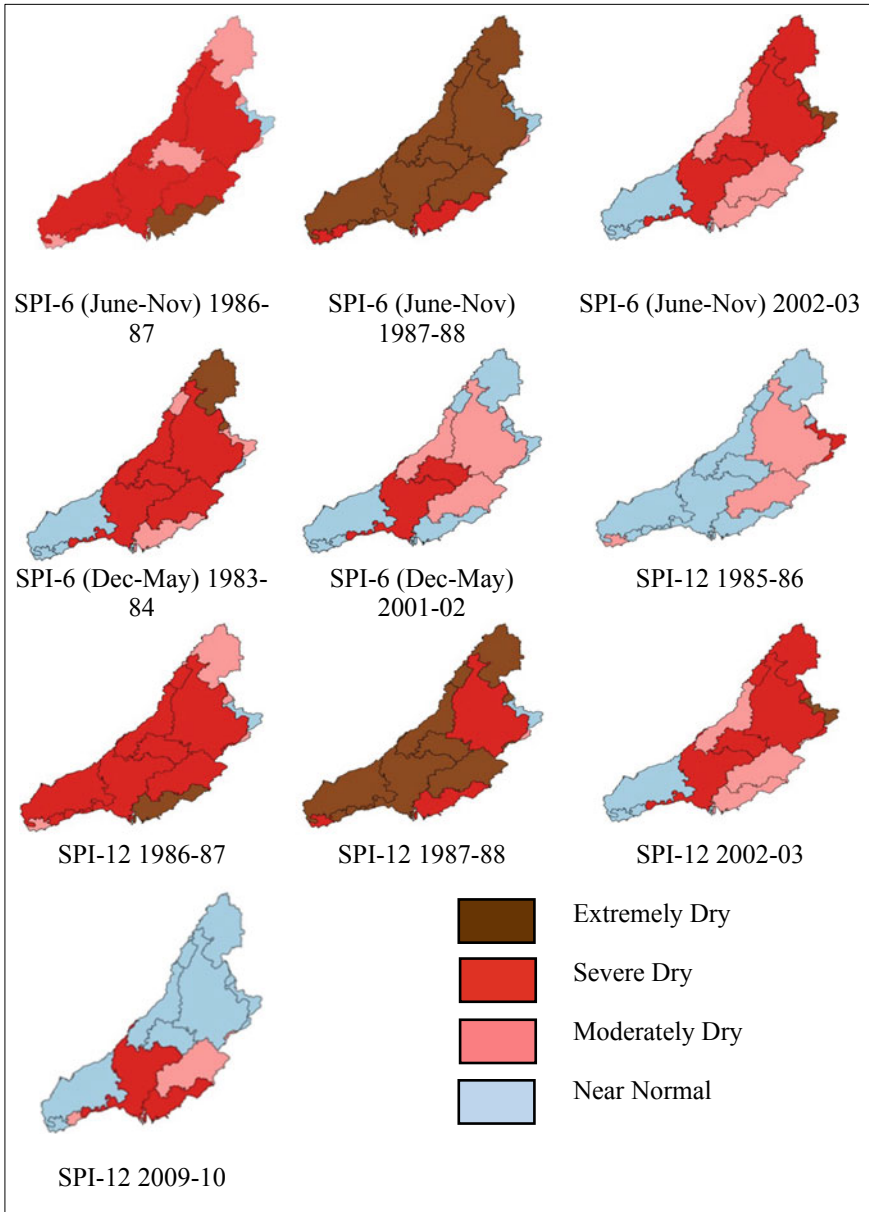 SPI-6 (June-Nov) 1986-
87
SPI-6 (June-Nov)
1987-88
SPI-6 (June-Nov) 2002-03
SPI-6 (Dec-May) 1983-
84
SPI-6 (Dec-May)
2001-02
SPI-12 1985-86
SPI-12 1986-87
SPI-12 1987-88
SPI-12 2002-03
Extremely Dry
Severe Dry
Moderately Dry
Near Normal
SPI-12 2009-10